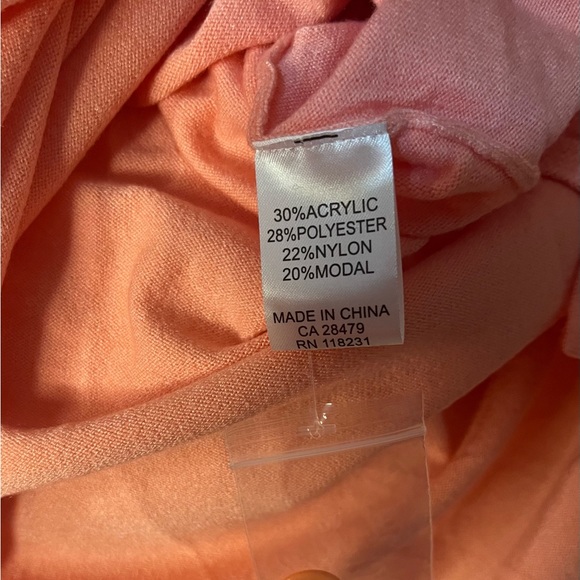 30%ACRYLIC
28%POLYESTER
22%NYLON
20%MODAL
MADE IN CHINA
CA 28479
RN 118231